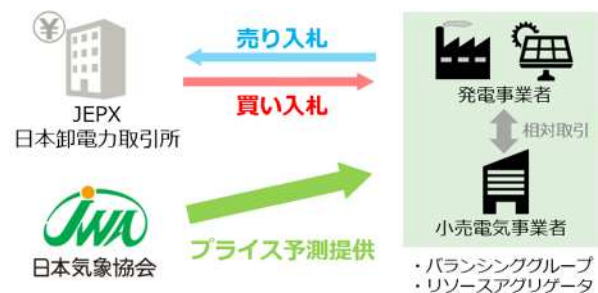 ¥
JEPX
日本卸電力取引所
売り入札
買い入札
発電事業者
相対取引
小売電気事業者
・バランシンググループ
・リソースアグリゲータ
JWA
日本気象協会
プライス予測提供